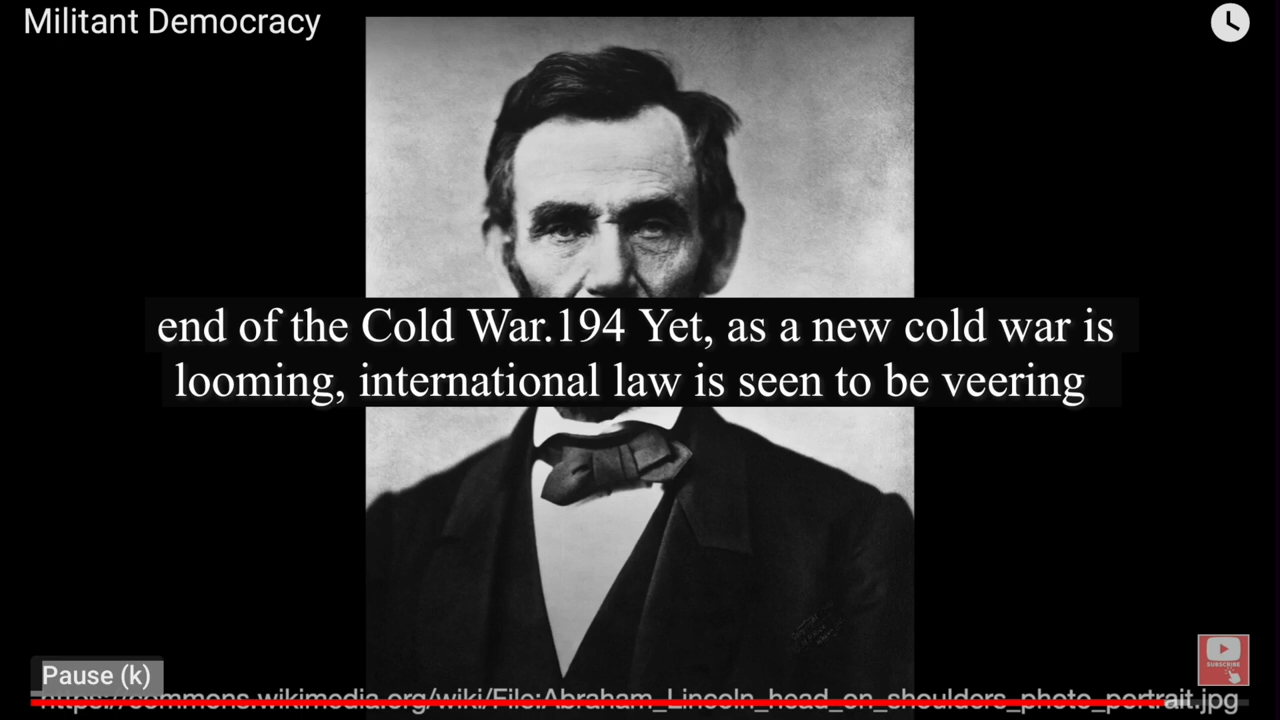 Militant Democracy
end of the Cold War.194 Yet, as a new cold war is
looming, international law is seen to be veering
SUBSCRIBE
Pause (k)
https://commons.wikimedia.org/wiki/File:Abraham_Lincoln_head_on_shoulders_photo_portrait.jpg